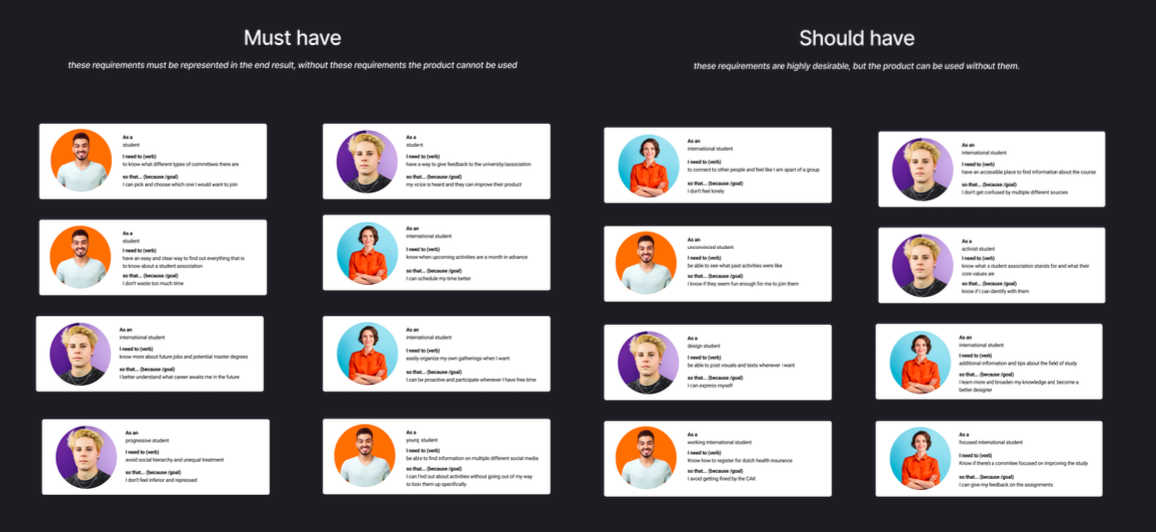 Must have
these requirements must be represented in the end result, without these requirements the product cannot be used
As a
student
I need to (verb)
to know what different types of committees there are
so that... (because /goal)
I can pick and choose which one I would want to join
As a
student
I need to (verb)
have a way to give feedback to the university/association
so that... (because /goal)
my voice is heard and they can improve their product
As a
student
I need to (verb)
have an easy and clear way to find out everything that is
to know about a student association
so that... (because /goal)
I don't waste too much time
As an
international student
I need to (verb)
know when upcoming activities are a month in advance
so that... (because /goal)
I can schedule my time better
As an
international student
I need to (verb)
know more about future jobs and potential master degrees
so that... (because /goal)
I better understand what career awaits me in the future
As an
international student
I need to (verb)
easily organize my own gatherings when I want
so that... (because /goal)
I can be proactive and participate whenever I have free time
As an
progressive student
I need to (verb)
avoid social hierarchy and unequal treatment
so that... (because /goal)
I don't feel inferior and repressed
As a
young student
I need to (verb)
be able to find information on multiple different social media
so that... (because /goal)
I can find out about activities without going out of my way
to look them up specifically.
Should have
these requirements are highly desirable, but the product can be used without them.
As an
international student
I need to (verb)
to connect to other people and feel like I am apart of a group
so that... (because /goal)
I don't feel lonely
As an
international student
I need to (verb)
have an accessible place to find information about the course
so that... (because /goal)
I don't get confused by multiple different sources
As an
unconvinced student
I need to (verb)
be able to see what past activities were like
so that... (because /goal)
I know if they seem fun enough for me to join them
As a
activist student
I need to (verb)
know what a student association stands for and what their
core values are
so that... (because /goal)
know if I can identify with them
As a
design student
I need to (verb)
be able to post visuals and texts whenever I want
so that... (because /goal)
I can express myself
As an
international student
I need to (verb)
additional information and tips about the field of study
so that... (because /goal)
I learn more and broaden my knowledge and become a
better designer
As a
working international student
I need to (verb)
Know how to register for dutch health insurance
so that... (because /goal)
I avoid getting fined by the CAK
As a
focused international student
I need to (verb)
Know if there's a commitee focused on improving the study
so that... (because /goal)
I can give my feedback on the assignments